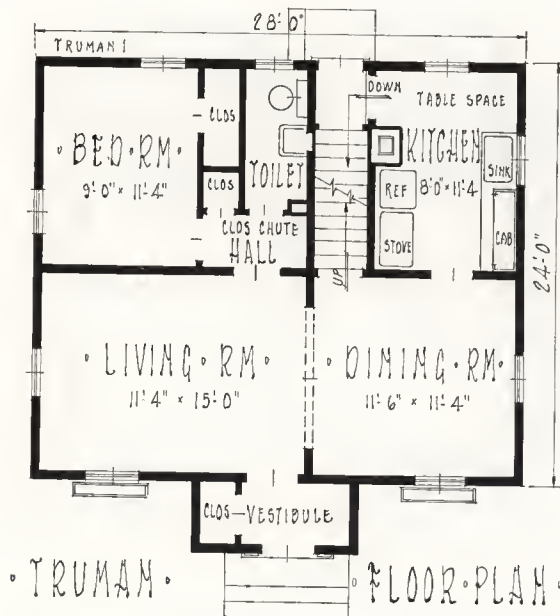 28'-0"
TRUMAN 1
DOWN
CLOS
TABLE SPACE
BED·RM·
9'-0" × 11'-4"
TOILET
KITCHEN
8'-0" × 11'-4
SINK
REF
CLOS
CLOS CHUTE
HALL
STOVE
CAB
UP
24'-0"
·LIVING·RM·
11'-4" × 15'-0"
·DINING·RM·
11'-6" × 11'-4"
CLOS—VESTIBULE
·TRUMAN·
FLOOR·PLAN·